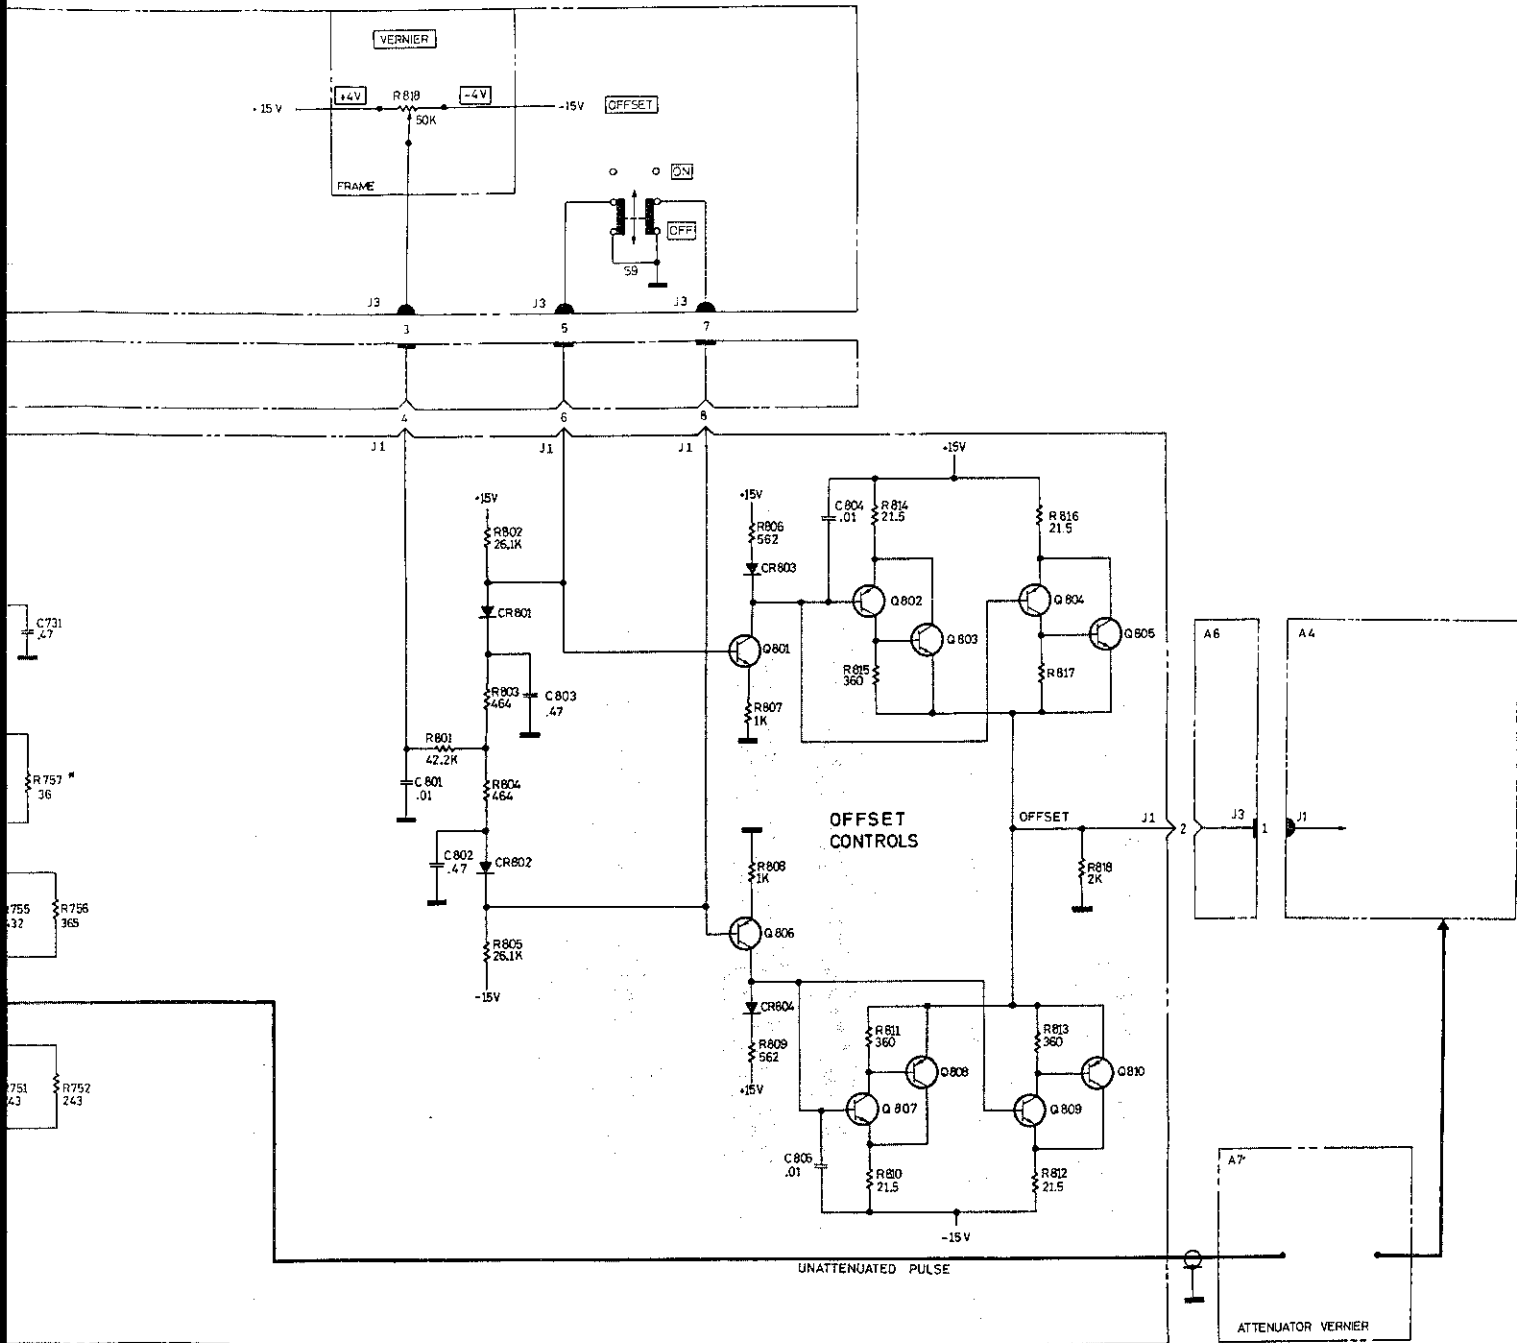 VERNIER
+4V
R818
-4V
+15V
50K
-15V
OFFSET
ON
FRAME
OFF
S9
J3
J3
J3
3
5
7
4
6
8
J1
J1
J1
+15V
+15V
+15V
R802
26.1K
R806
562
C804
.01
R814
21.5
R816
21.5
CR803
CR801
Q802
Q804
C731
.47
Q803
Q805
A6
A4
Q801
R803
464
C803
.47
R815
360
R817
R807
1K
R801
42.2K
R757*
36
C801
.01
R804
464
OFFSET
CONTROLS
OFFSET
J1
2
J3
1
J1
C802
.47
CR802
R808
1K
R818
2K
755
432
R756
365
Q806
R805
26.1K
-15V
CR804
R811
360
R813
360
R809
562
Q808
Q810
+15V
751
43
R752
243
Q807
Q809
C806
.01
R810
21.5
R812
21.5
A7
-15V
UNATTENUATED PULSE
ATTENUATOR VERNIER